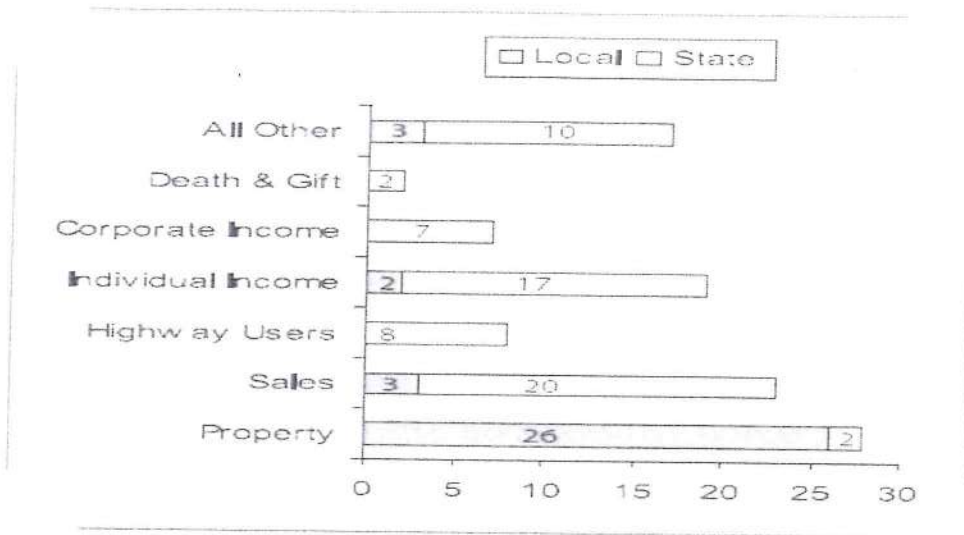 Local State
All Other 3 10
Death & Gift 2
Corporate Income 7
Individual Income 2 17
Highway Users 8
Sales 3 20
Property 26 2
0 5 10 15 20 25 30